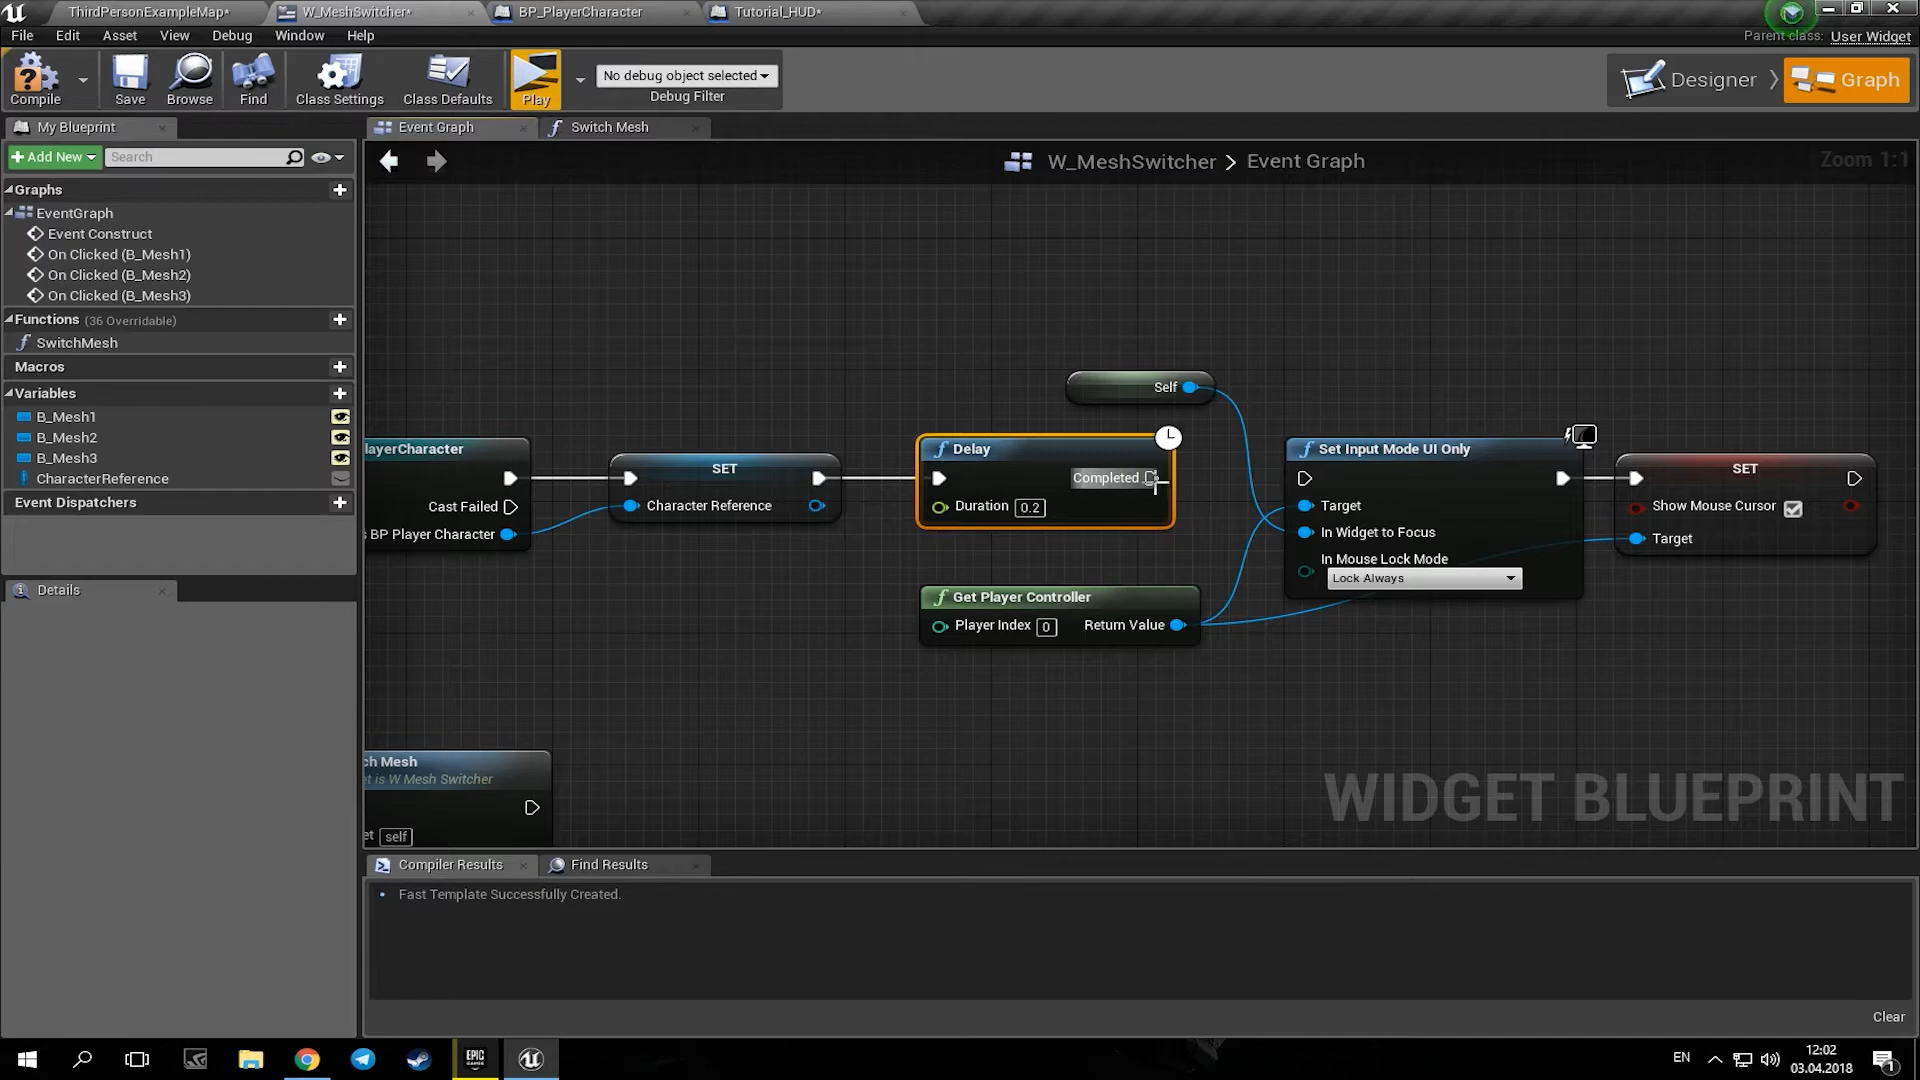 ThirdPersonExampleMap*
W_MeshSwitcher*
BP_PlayerCharacter
Tutorial_HUD*
File Edit Asset View Debug Window Help
Parent class: User Widget
Compile
Save
Browse
Find
Class Settings
Class Defaults
Play
No debug object selected
Debug Filter
Designer
Graph
My Blueprint
Event Graph
Switch Mesh
Add New
Search
W_MeshSwitcher > Event Graph
Zoom 1:1
Graphs
EventGraph
Event Construct
On Clicked (B_Mesh1)
On Clicked (B_Mesh2)
On Clicked (B_Mesh3)
Functions (36 Overridable)
SwitchMesh
Macros
Variables
B_Mesh1
B_Mesh2
B_Mesh3
CharacterReference
Event Dispatchers
Details
Self
layerCharacter
Cast Failed
BP Player Character
SET
Character Reference
Delay
Completed
Duration 0.2
Get Player Controller
Player Index 0
Return Value
Set Input Mode UI Only
Target
In Widget to Focus
In Mouse Lock Mode
Lock Always
SET
Show Mouse Cursor
Target
ch Mesh
et is W Mesh Switcher
et self
WIDGET BLUEPRINT
Compiler Results
Find Results
Fast Template Successfully Created.
Clear
EPIC
GAMES
EN
12:02
03.04.2018
1